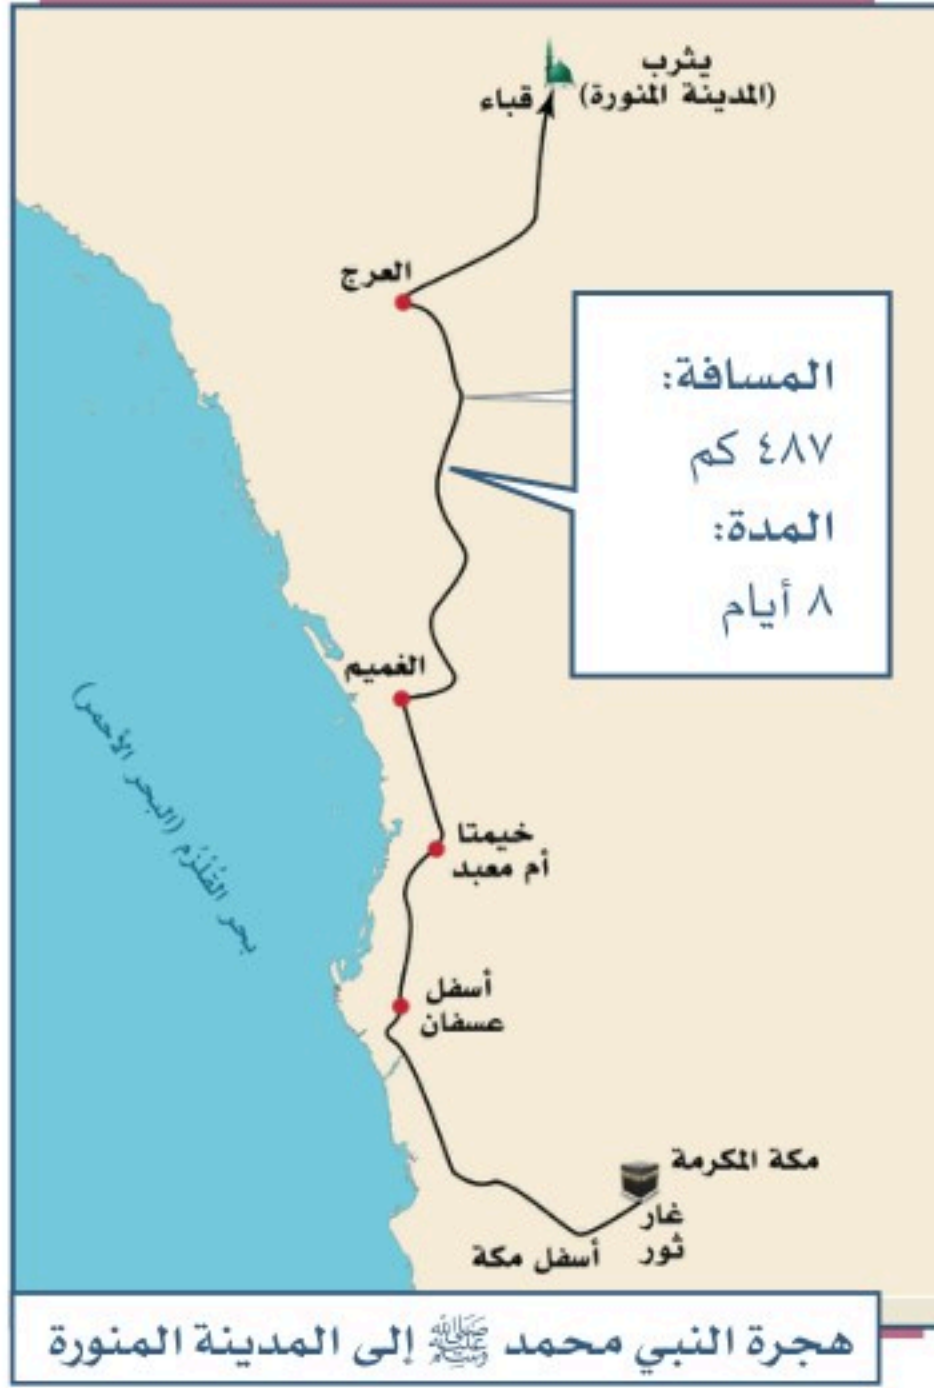 يثرب
(المدينة المنورة)
قباء
العرج
المسافة:
٤٨٧ كم
المدة:
٨ أيام
الغميم
خيمتا
أم معبد
بحر القُلْزُم (البحر الأحمر)
أسفل
عسفان
مكة المكرمة
غار
ثور
أسفل مكة
هجرة النبي محمد ﷺ إلى المدينة المنورة